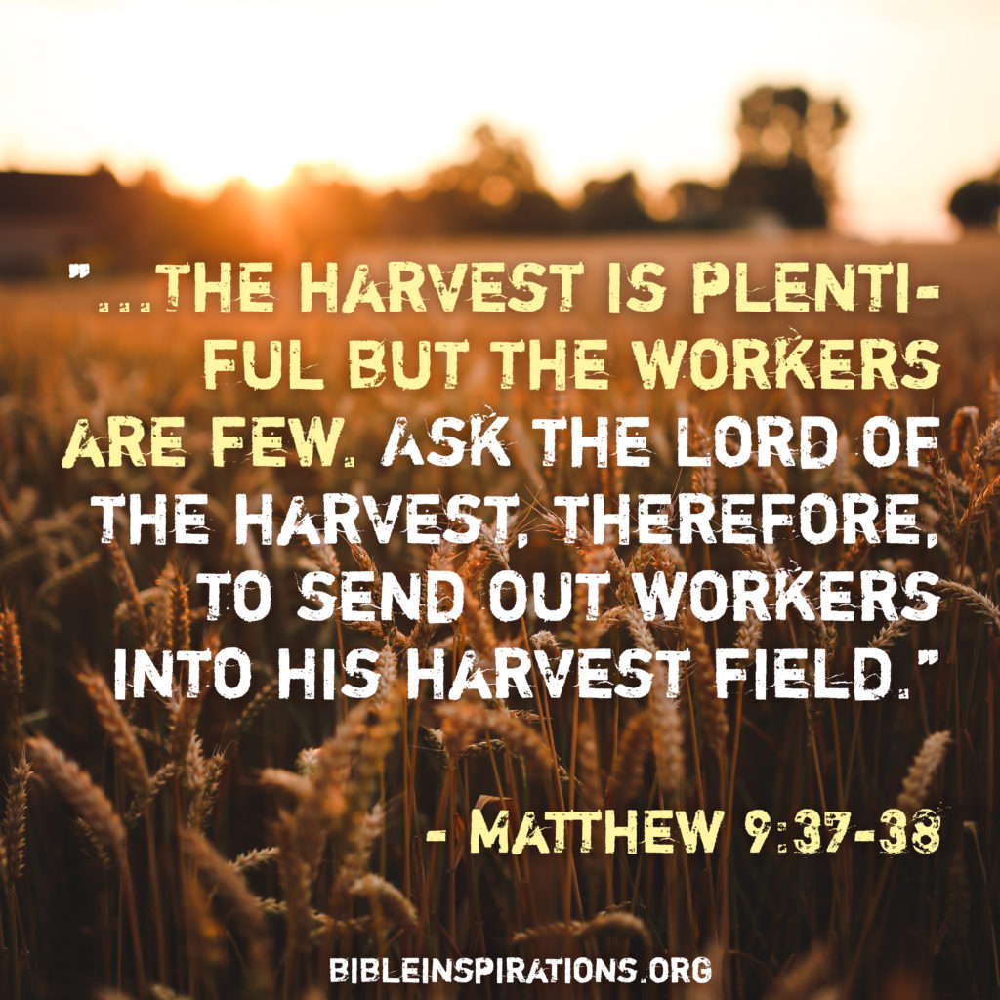 "...THE HARVEST IS PLENTI-
FUL BUT THE WORKERS
ARE FEW. ASK THE LORD OF
THE HARVEST, THEREFORE,
TO SEND OUT WORKERS
INTO HIS HARVEST FIELD."
- MATTHEW 9:37-38
BIBLEINSPIRATIONS.ORG